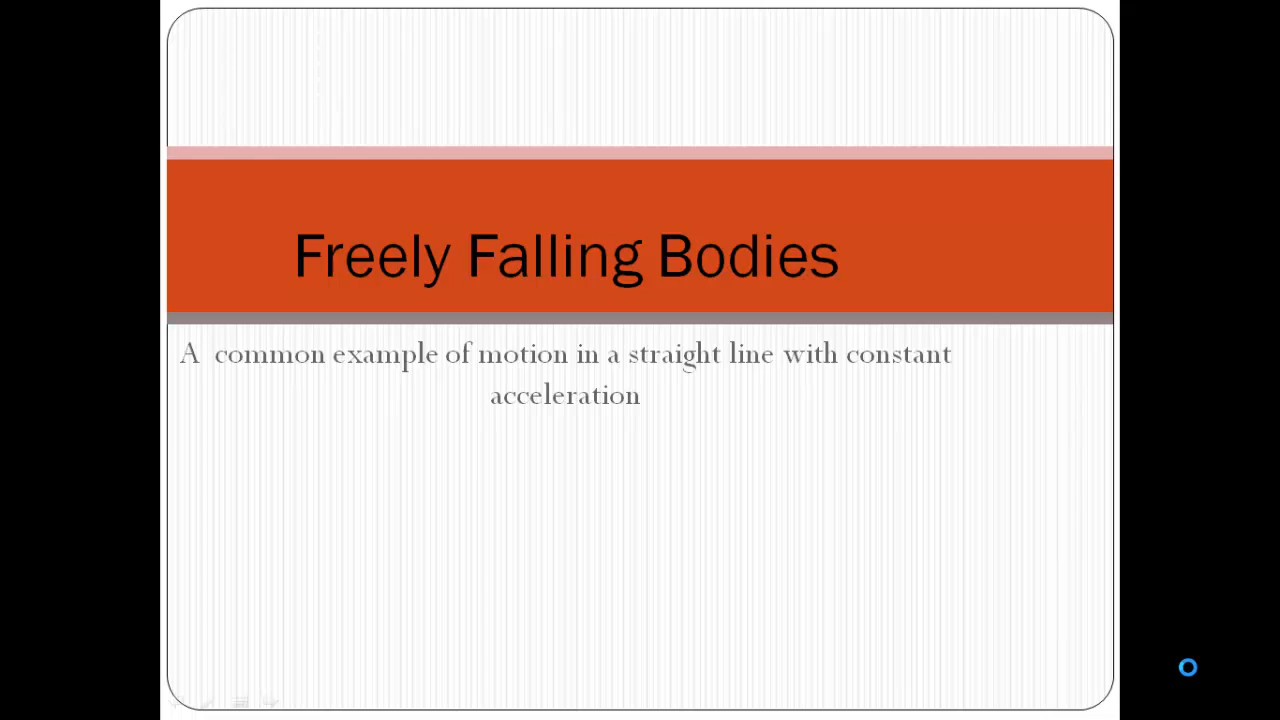 Freely Falling Bodies
A common example of motion in a straight line with constant
acceleration